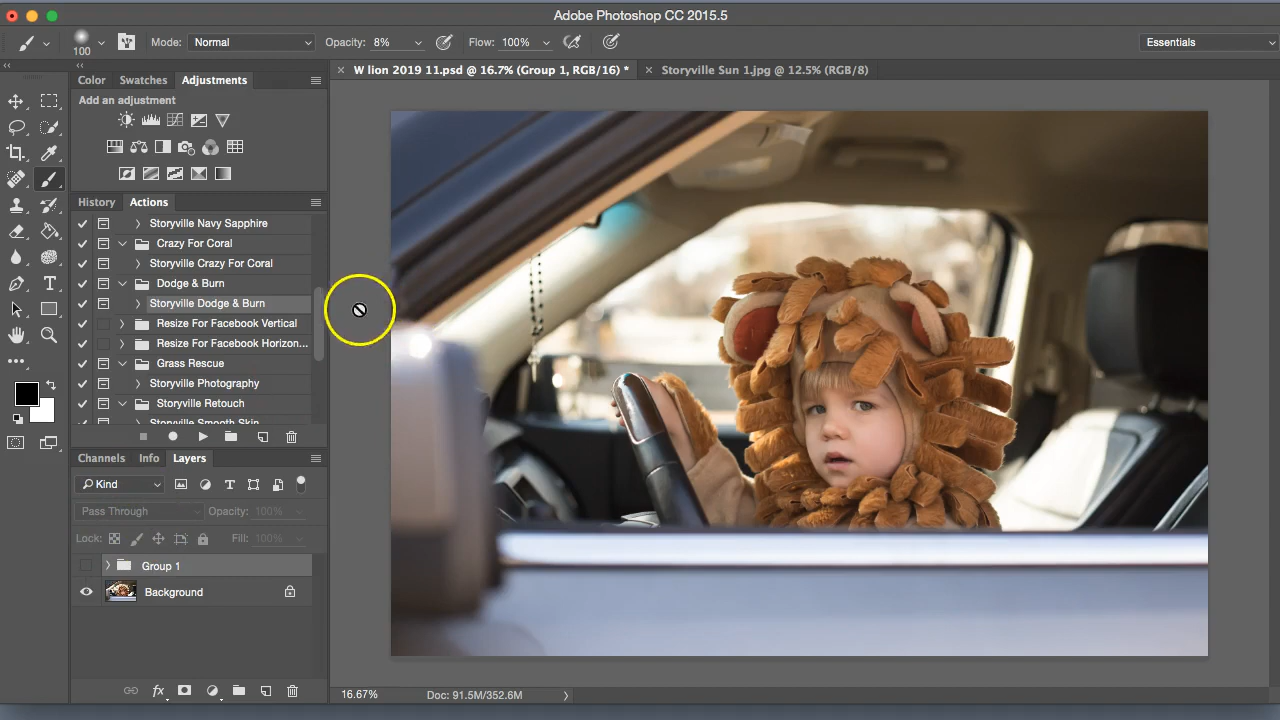 Adobe Photoshop CC 2015.5
100 Mode: Normal Opacity: 8% Flow: 100% Essentials
W lion 2019 11.psd @ 16.7% (Group 1, RGB/16) * Storyville Sun 1.jpg @ 12.5% (RGB/8)
Color Swatches Adjustments
Add an adjustment
History Actions
Storyville Navy Sapphire
Crazy For Coral
Storyville Crazy For Coral
Dodge & Burn
Storyville Dodge & Burn
Resize For Facebook Vertical
Resize For Facebook Horizon...
Grass Rescue
Storyville Photography
Storyville Retouch
Storyville Smooth Skin
Channels Info Layers
Kind
Pass Through Opacity: 100%
Lock: Fill: 100%
Group 1
Background
16.67% Doc: 91.5M/352.6M